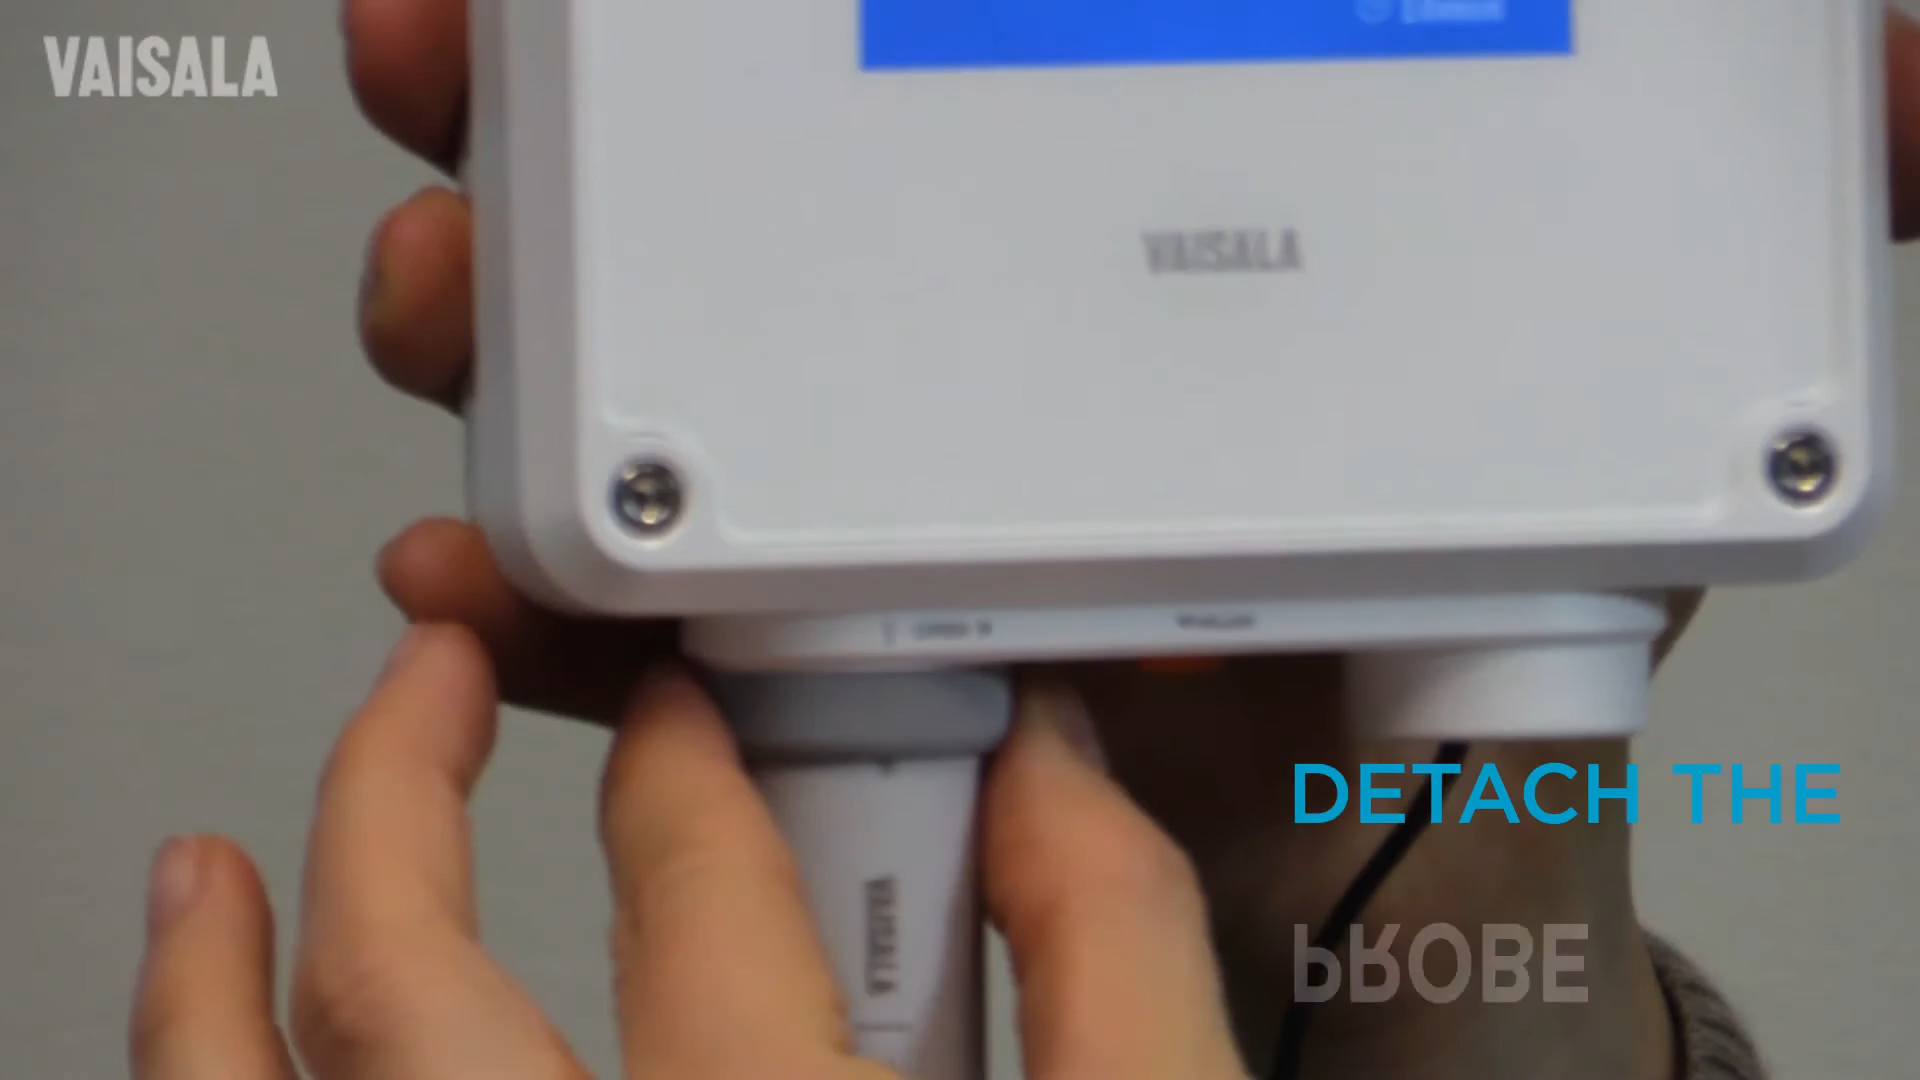 VAISALA
VAISALA
DETACH THE
VAISALA
PROBE